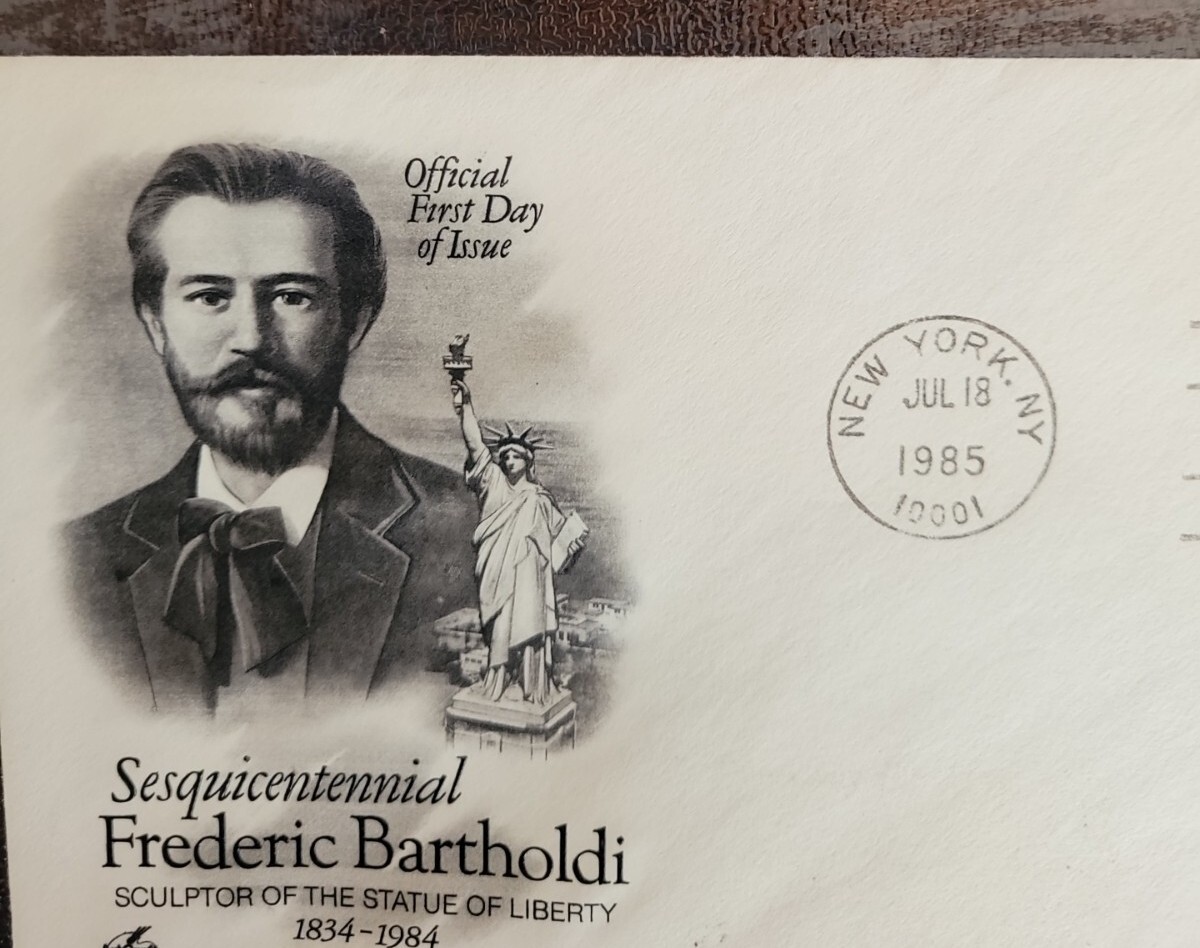 Official
First Day
of Issue
NEW YORK. NY
JUL 18
1985
10001
Sesquicentennial
Frederic Bartholdi
SCULPTOR OF THE STATUE OF LIBERTY
1834-1984